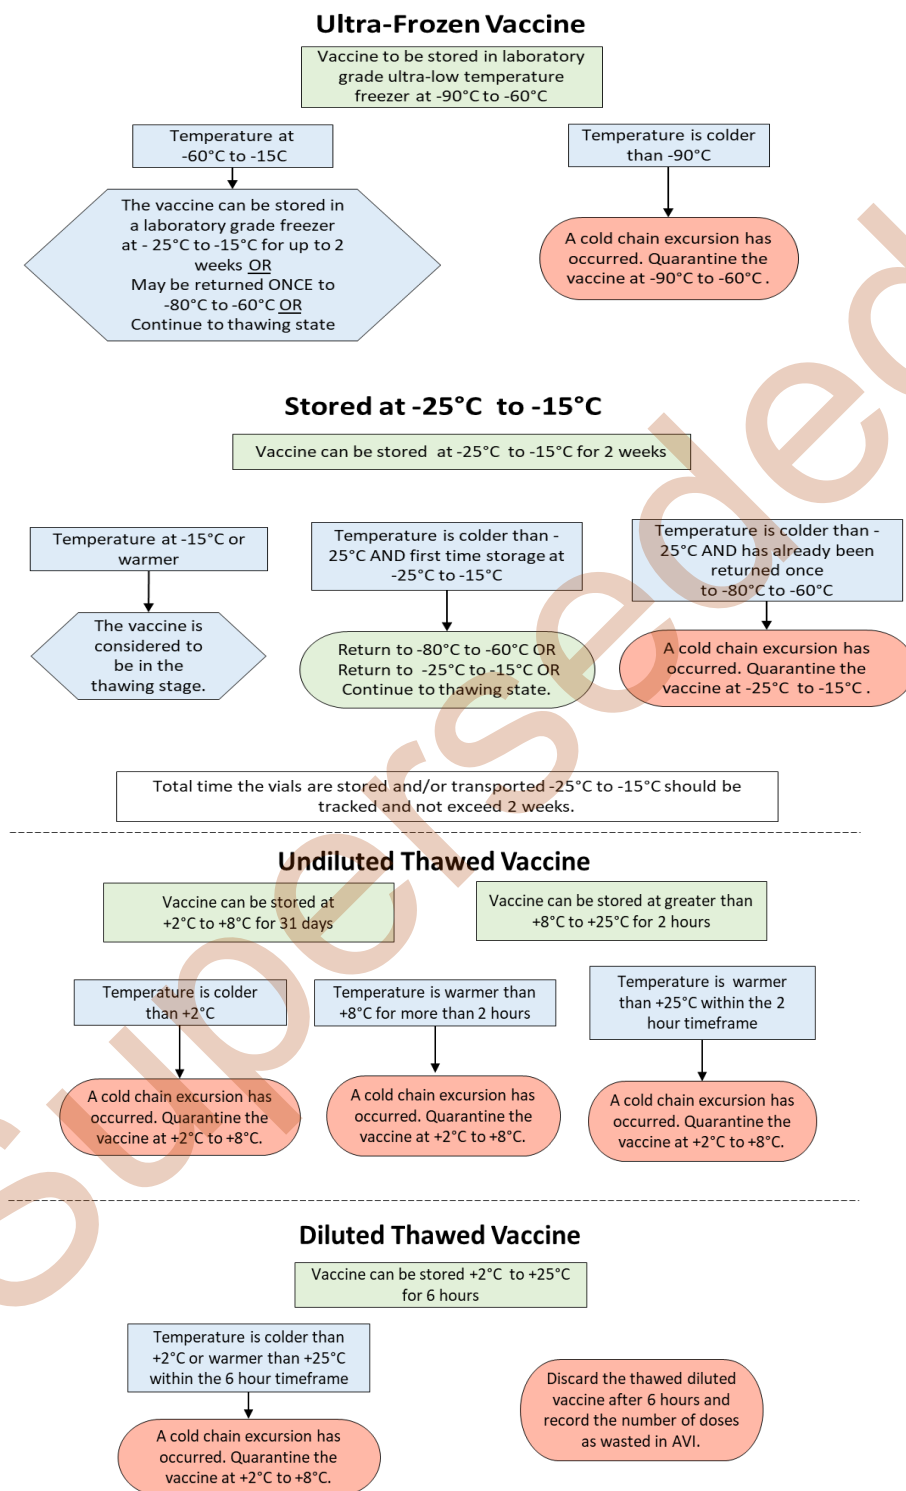 Ultra-Frozen Vaccine
Vaccine to be stored in laboratory
grade ultra-low temperature
freezer at -90°C to -60°C
Temperature at
-60°C to -15C
Temperature is colder
than -90°C
The vaccine can be stored in
a laboratory grade freezer
at - 25°C to -15°C for up to 2
weeks OR
May be returned ONCE to
-80°C to -60°C OR
Continue to thawing state
A cold chain excursion has
occurred. Quarantine the
vaccine at -90°C to -60°C .
Stored at -25°C to -15°C
Vaccine can be stored at -25°C to -15°C for 2 weeks
Temperature at -15°C or
warmer
Temperature is colder than -
25°C AND first time storage at
-25°C to -15°C
Temperature is colder than -
25°C AND has already been
returned once
to -80°C to -60°C
The vaccine is
considered to
be in the
thawing stage.
Return to -80°C to -60°C OR
Return to -25°C to -15°C OR
Continue to thawing state.
A cold chain excursion has
occurred. Quarantine the
vaccine at -25°C to -15°C .
Total time the vials are stored and/or transported -25°C to -15°C should be
tracked and not exceed 2 weeks.
Undiluted Thawed Vaccine
Vaccine can be stored at
+2°C to +8°C for 31 days
Vaccine can be stored at greater than
+8°C to +25°C for 2 hours
Temperature is colder
than +2°C
Temperature is warmer than
+8°C for more than 2 hours
Temperature is warmer
than +25°C within the 2
hour timeframe
A cold chain excursion has
occurred. Quarantine the
vaccine at +2°C to +8°C.
A cold chain excursion has
occurred. Quarantine the
vaccine at +2°C to +8°C.
A cold chain excursion has
occurred. Quarantine the
vaccine at +2°C to +8°C.
Diluted Thawed Vaccine
Vaccine can be stored +2°C to +25°C
for 6 hours
Temperature is colder than
+2°C or warmer than +25°C
within the 6 hour timeframe
A cold chain excursion has
occurred. Quarantine the
vaccine at +2°C to +8°C.
Discard the thawed diluted
vaccine after 6 hours and
record the number of doses
as wasted in AVI.
Superseded